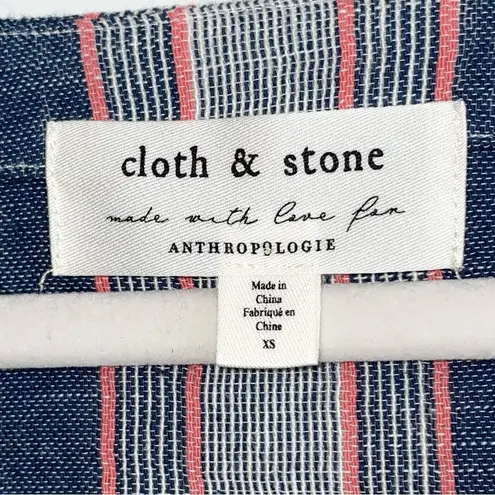 cloth & stone
made with love for
ANTHROPOLOGIE
Made in
China
Fabriqué en
Chine
XS